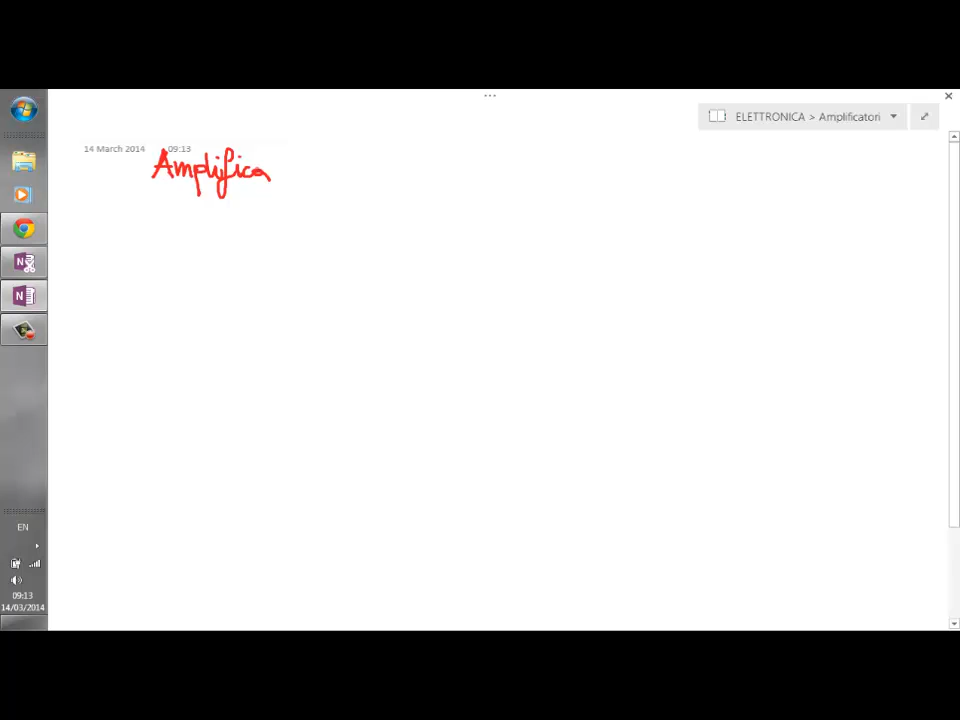 ELETTRONICA > Amplificatori
14 March 2014 09:13
Amplifica
EN
09:13
14/03/2014